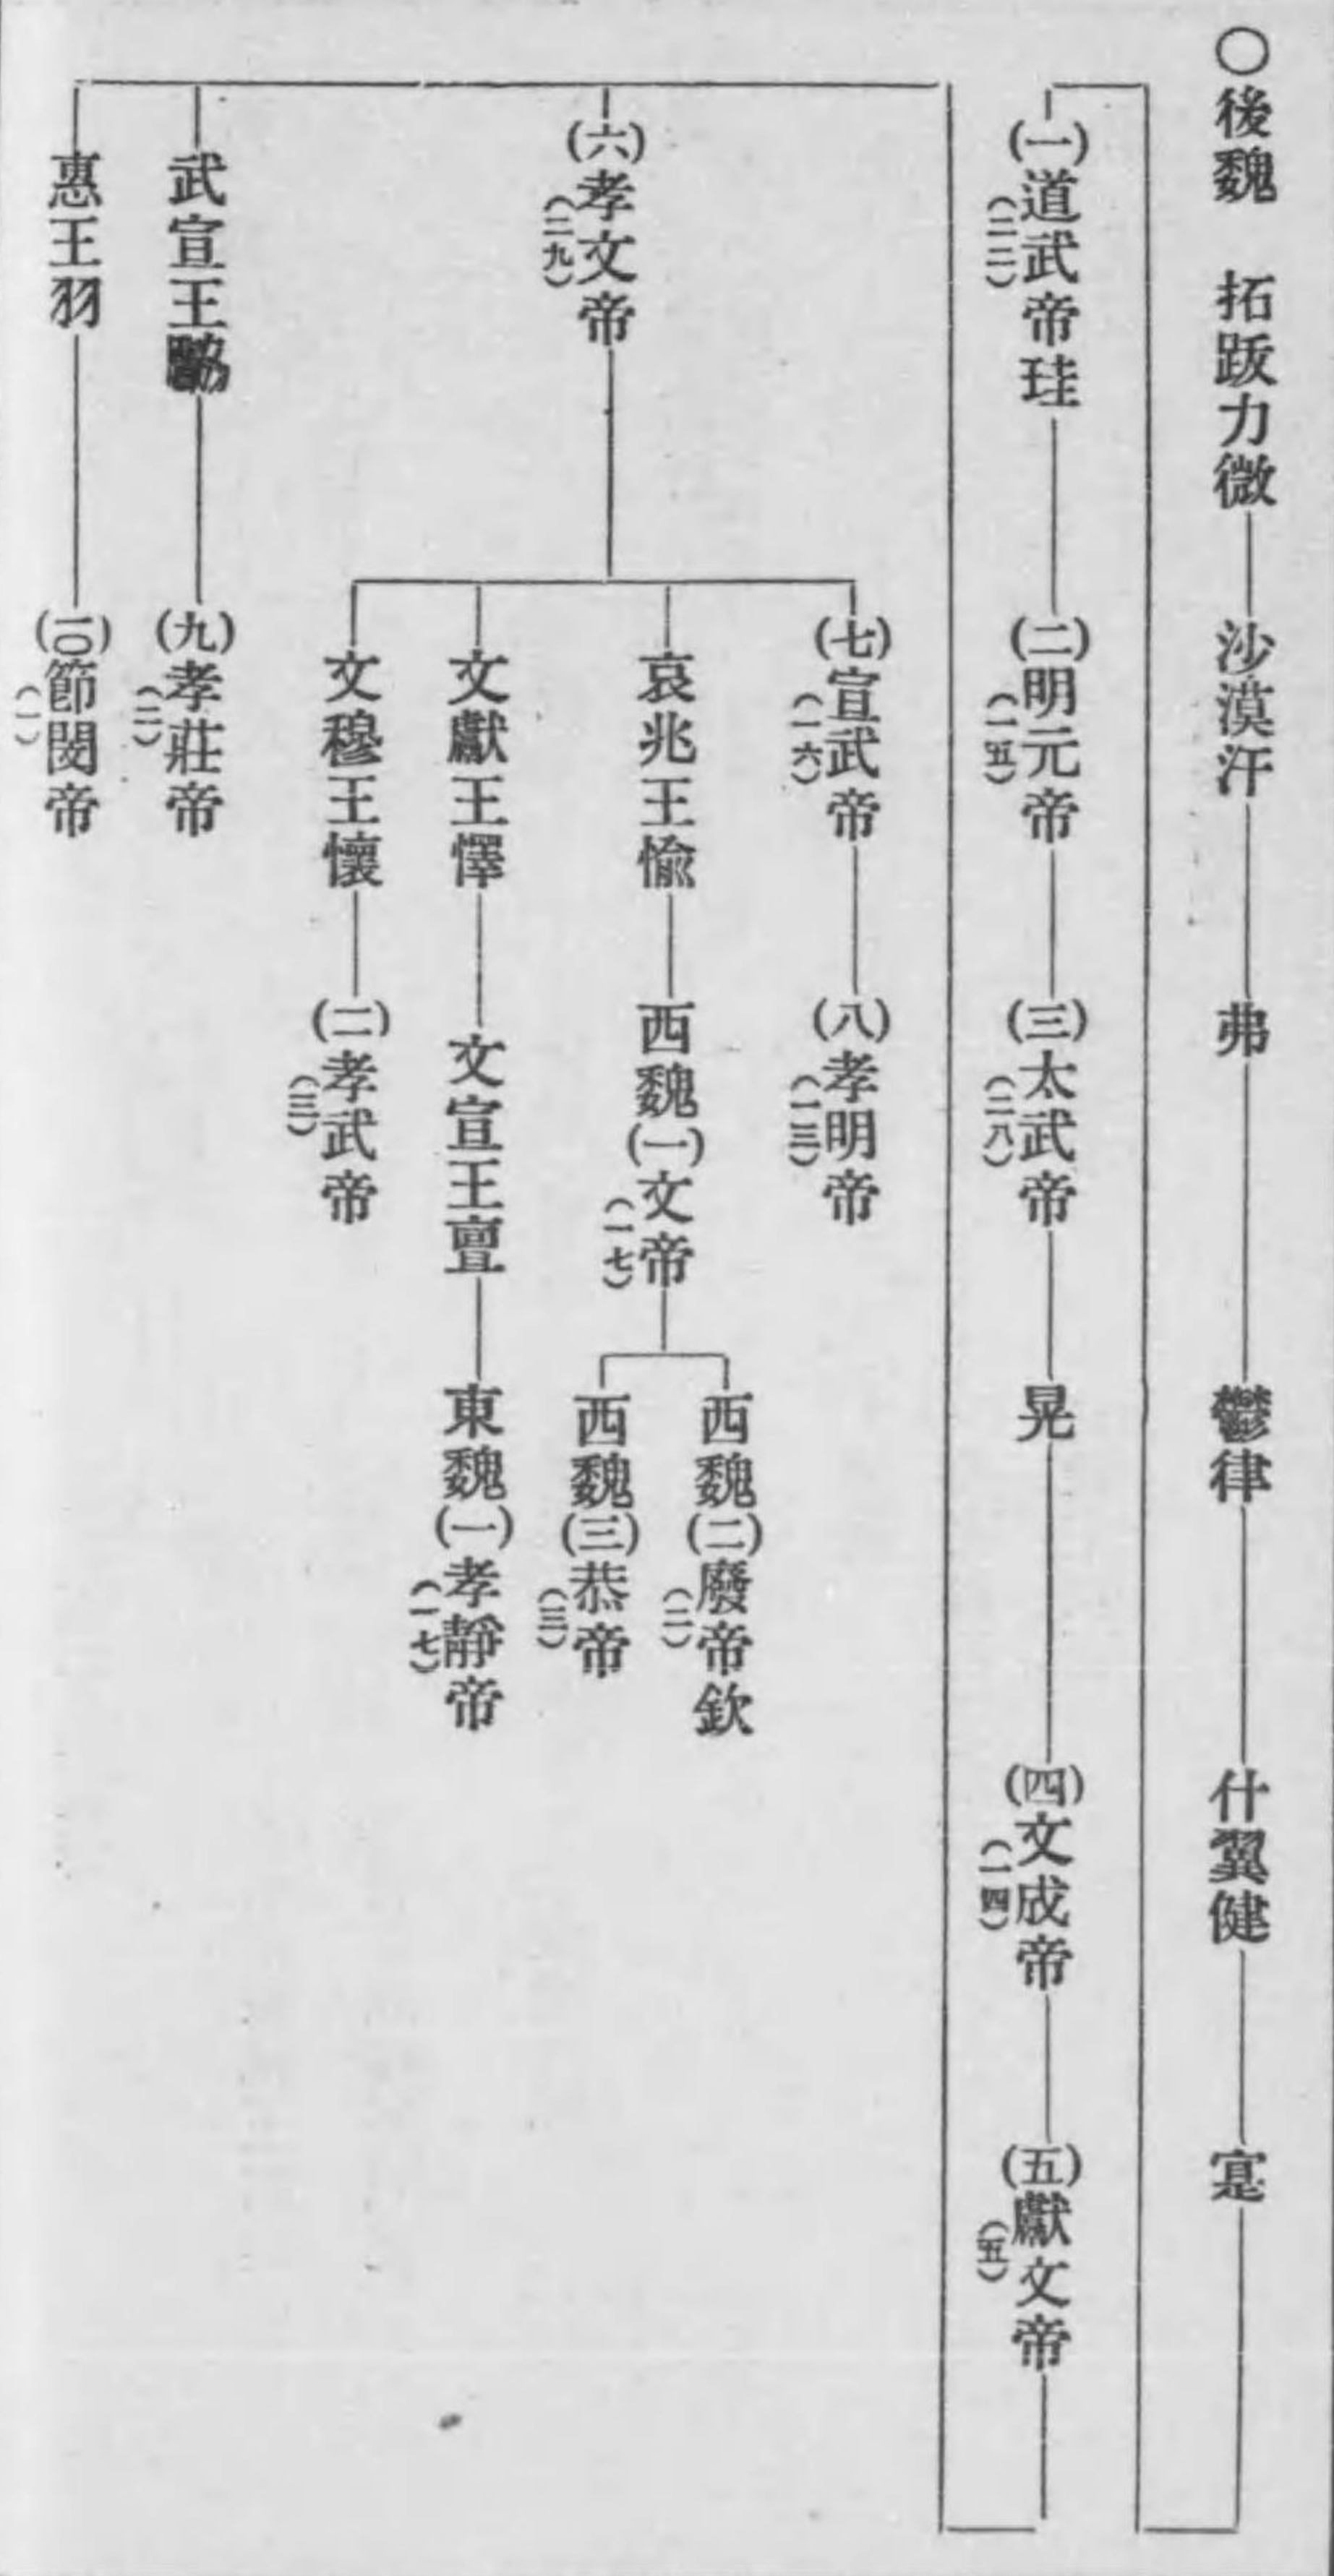 〇後魏 拓跋力微 沙漠汗 弗 鬱律 什翼健 寔
(一)道武帝珪 (二)明元帝 (三)太武帝 晃 (四)文成帝 (五)獻文帝
(二二) (一五) (二八) (一四) (五)
(七)宣武帝 (八)孝明帝
(一六) (一三)
西魏(二)廢帝欽
(二)
哀兆王愉 西魏(一)文帝
(一七)
(六)孝文帝
(二九)
西魏(三)恭帝
(三)
文獻王懌 文宣王亶 東魏(一)孝靜帝
(一七)
文穆王懷 (二)孝武帝
(三)
武宣王 (九)孝莊帝
(二)
惠王羽 (一〇)節閔帝
(一)